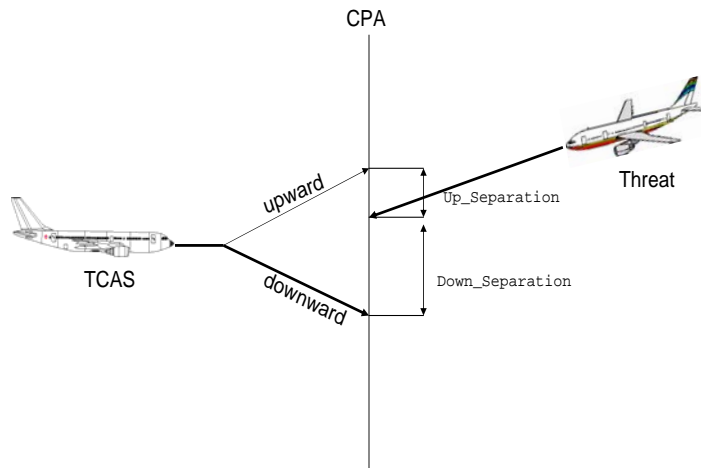 CPA
Threat
upward
Up_Separation
TCAS
downward
Down_Separation